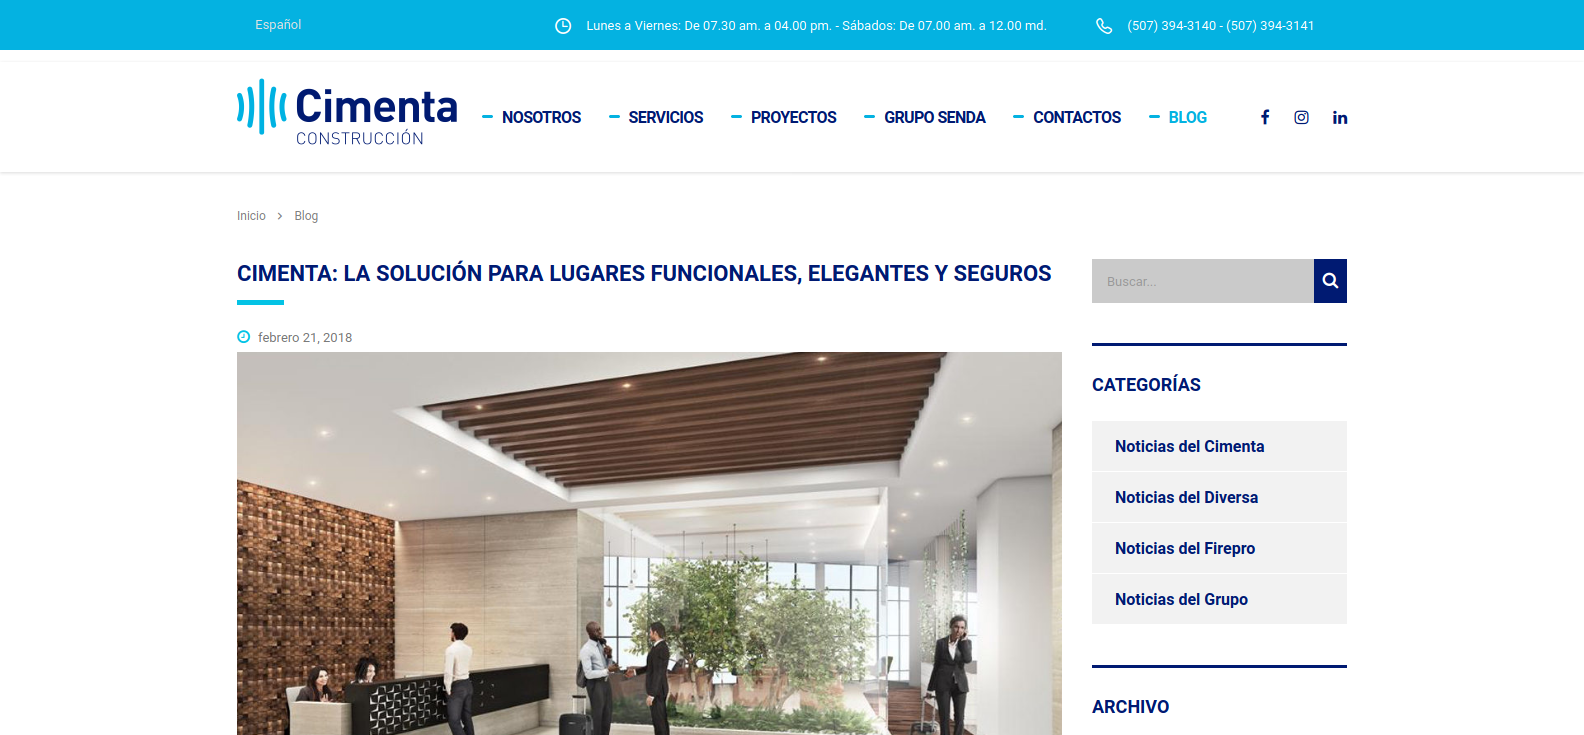 Español
Lunes a Viernes: De 07.30 am. a 04.00 pm. - Sábados: De 07.00 am. a 12.00 md.
(507) 394-3140 - (507) 394-3141
Cimenta
CONSTRUCCIÓN
NOSOTROS
SERVICIOS
PROYECTOS
GRUPO SENDA
CONTACTOS
BLOG
Inicio > Blog
CIMENTA: LA SOLUCIÓN PARA LUGARES FUNCIONALES, ELEGANTES Y SEGUROS
febrero 21, 2018
Buscar...
CATEGORÍAS
Noticias del Cimenta
Noticias del Diversa
Noticias del Firepro
Noticias del Grupo
ARCHIVO